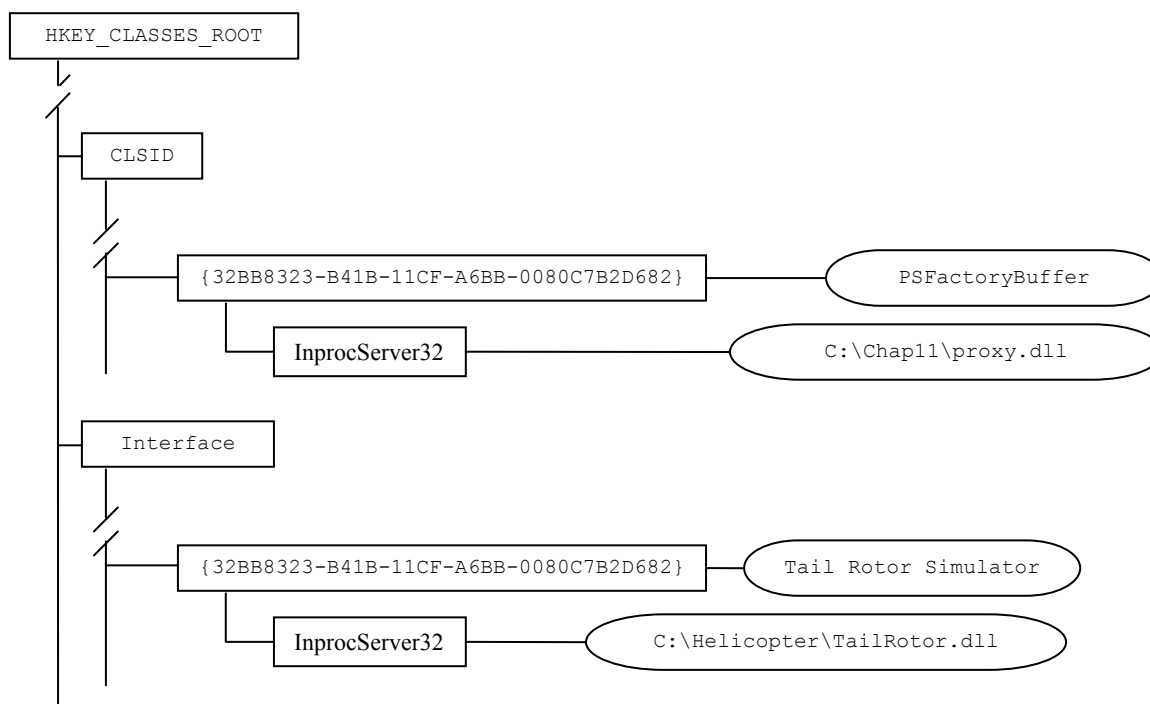 HKEY_CLASSES_ROOT
CLSID
{32BB8323-B41B-11CF-A6BB-0080C7B2D682}
PSFactoryBuffer
InprocServer32
C:\Chap11\proxy.dll
Interface
{32BB8323-B41B-11CF-A6BB-0080C7B2D682}
Tail Rotor Simulator
InprocServer32
C:\Helicopter\TailRotor.dll